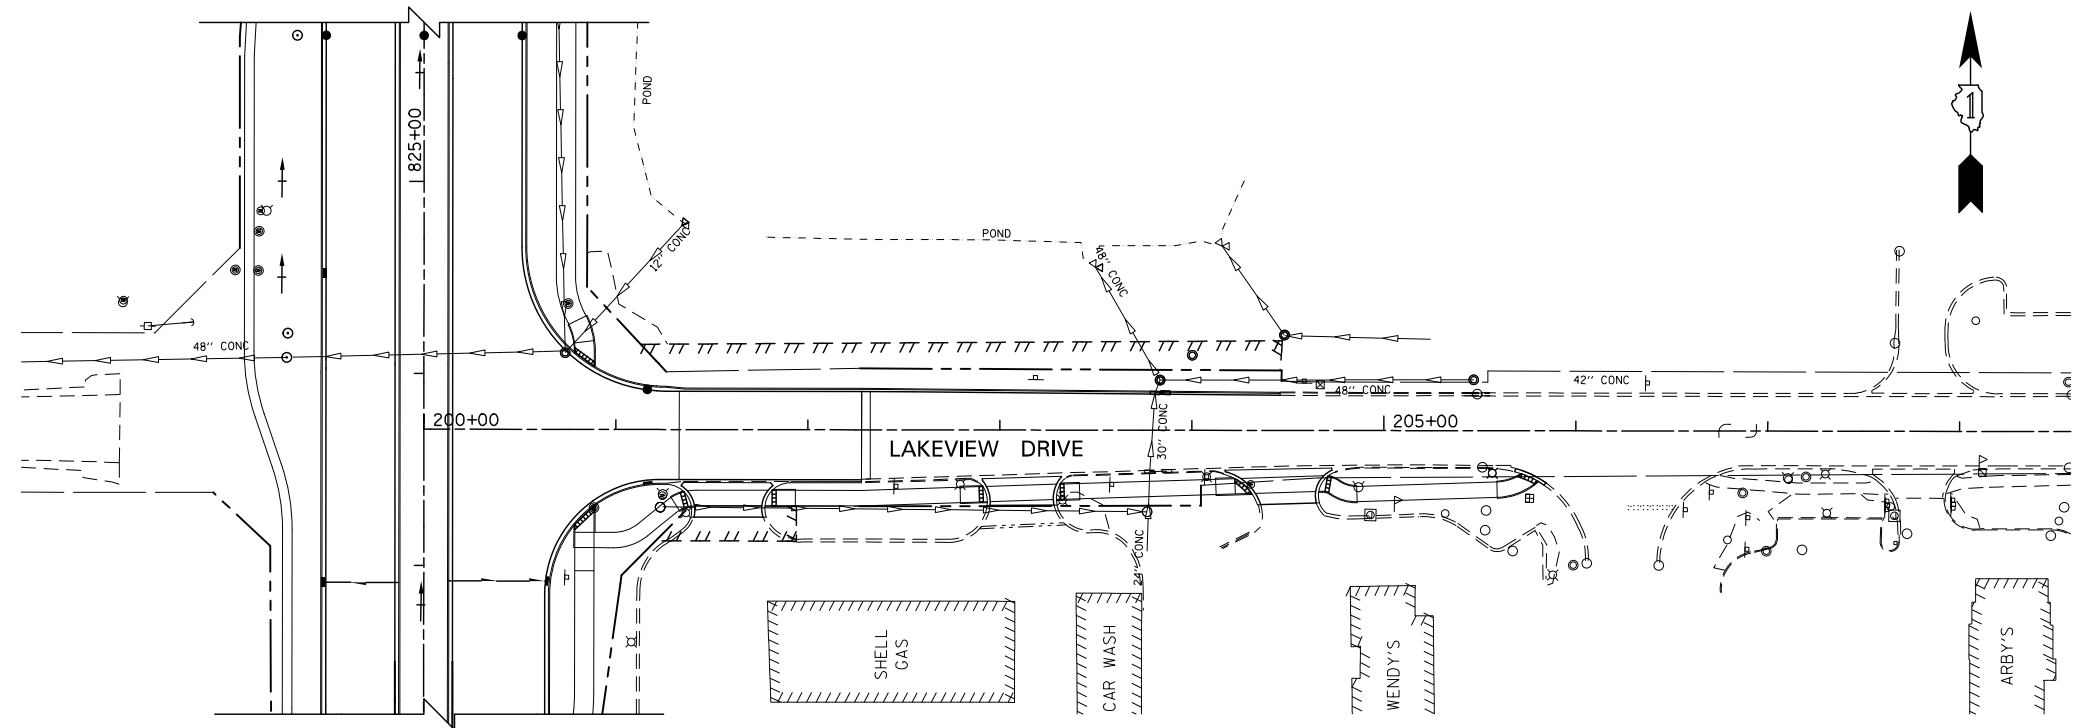 825+00
POND
POND
12'' CONC
48'' CONC
48'' CONC
1
48'' CONC
42'' CONC
200+00
205+00
LAKEVIEW DRIVE
30'' CONC
24'' CONC
SHELL
GAS
CAR WASH
WENDY'S
ARBY'S